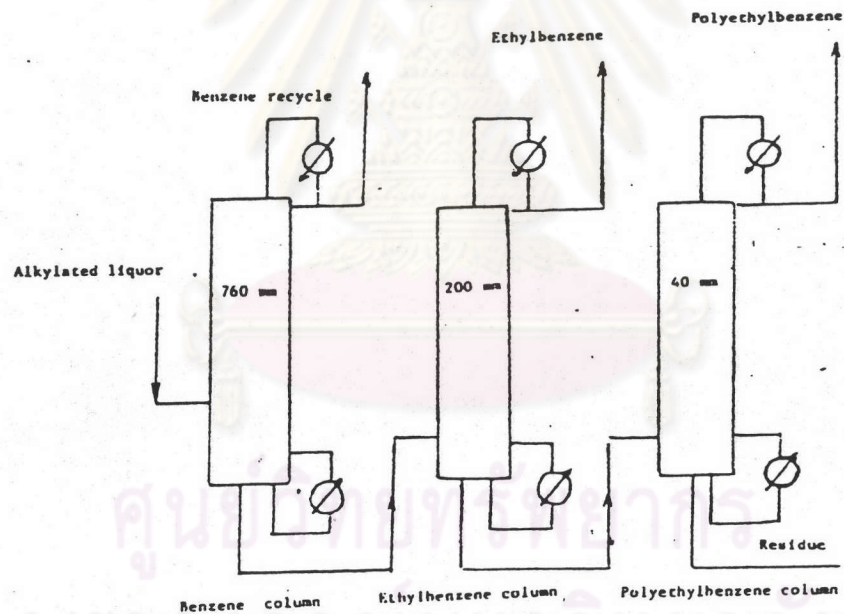 Polyethylbenzene
Ethylbenzene
Benzene recycle
Alkylated liquor
760 mm
200 mm
40 mm
Residue
Benzene column
Ethylbenzene column
Polyethylbenzene column
ศูนย์วิทยทรัพยากร